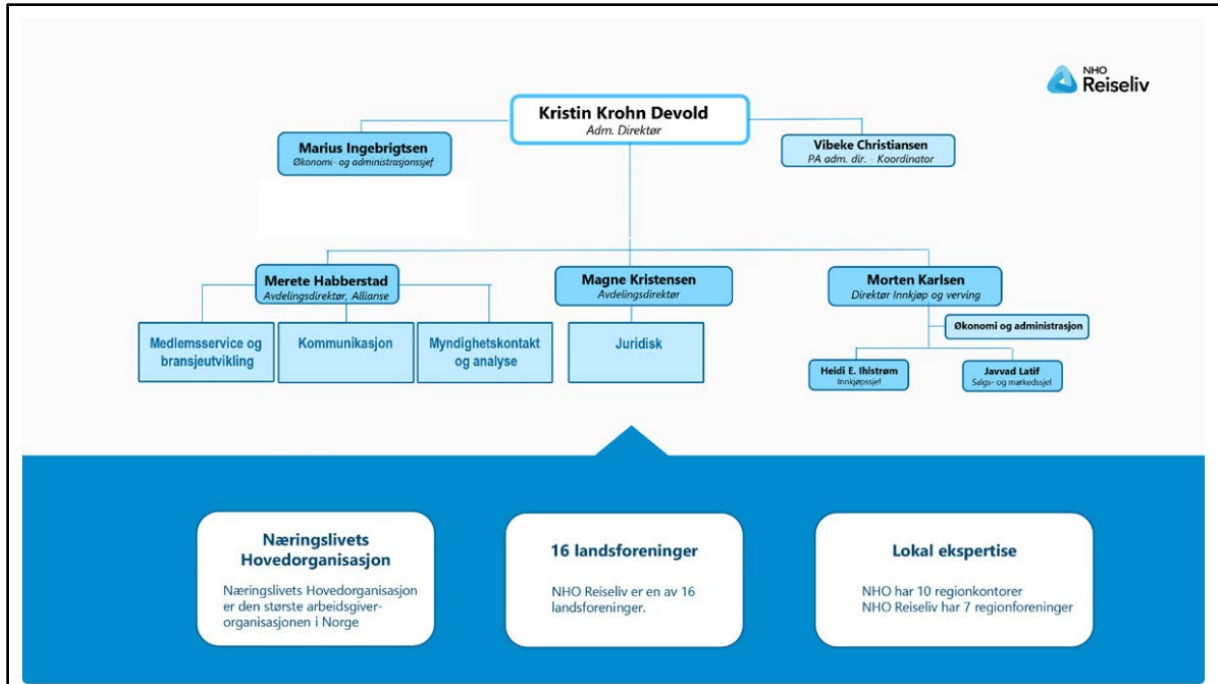 NHO
Reiseliv
Kristin Krohn Devold
Adm. Direktør
Marius Ingebrigtsen
Økonomi- og administrasjonssjef
Vibeke Christiansen
PA adm. dir. - Koordinator
Merete Habberstad
Avdelingsdirektør, Allianse
Magne Kristensen
Avdelingsdirektør
Morten Karlsen
Direktør Innkjøp og verving
Medlemsservice og
bransjeutvikling
Kommunikasjon
Myndighetskontakt
og analyse
Juridisk
Økonomi og administrasjon
Heidi E. Ihlstrøm
Innkjøpssjef
Javvad Latif
Salgs- og markedssjef
Næringslivets
Hovedorganisasjon
Næringslivets Hovedorganisasjon
er den største arbeidsgiver-
organisasjonen i Norge
16 landsforeninger
NHO Reiseliv er en av 16
landsforeninger.
Lokal ekspertise
NHO har 10 regionkontorer
NHO Reiseliv har 7 regionforeninger